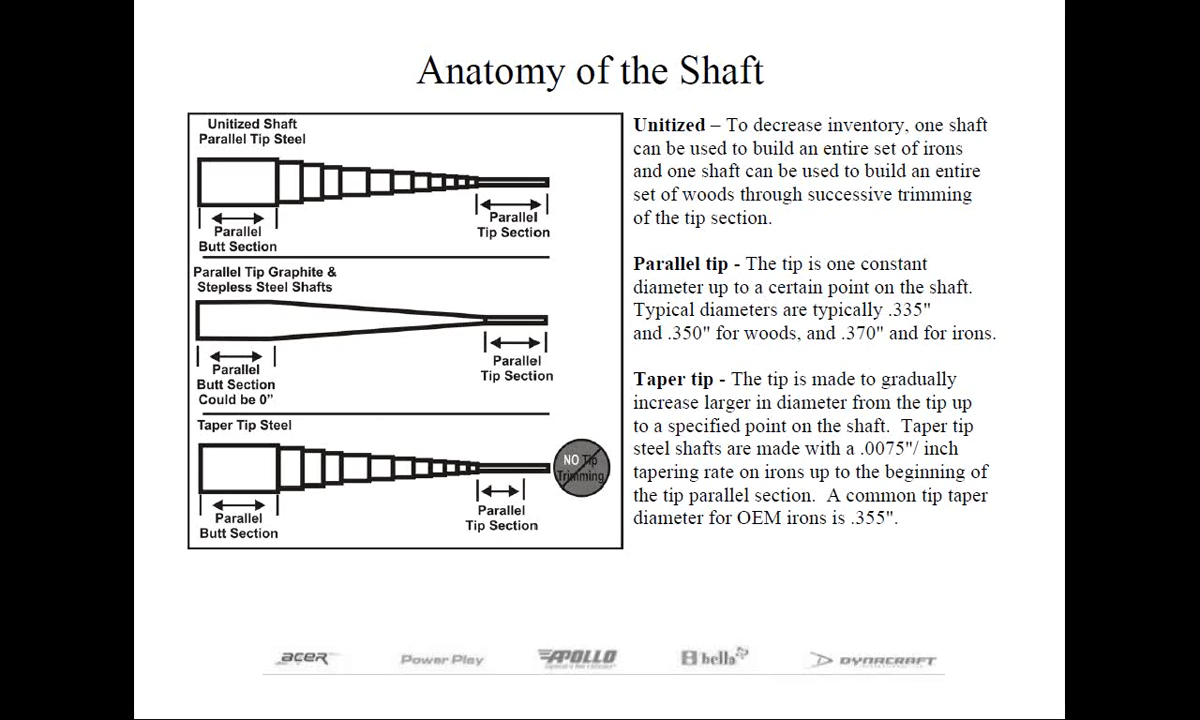 Anatomy of the Shaft
Unitized Shaft
Parallel Tip Steel
Parallel
Butt Section
Parallel
Tip Section
Parallel Tip Graphite &
Stepless Steel Shafts
Parallel
Butt Section
Could be 0”
Parallel
Tip Section
Taper Tip Steel
NO Tip
Trimming
Parallel
Butt Section
Parallel
Tip Section
Unitized – To decrease inventory, one shaft
can be used to build an entire set of irons
and one shaft can be used to build an entire
set of woods through successive trimming
of the tip section.
Parallel tip - The tip is one constant
diameter up to a certain point on the shaft.
Typical diameters are typically .335"
and .350" for woods, and .370" and for irons.
Taper tip - The tip is made to gradually
increase larger in diameter from the tip up
to a specified point on the shaft.  Taper tip
steel shafts are made with a .0075"/ inch
tapering rate on irons up to the beginning of
the tip parallel section.  A common tip taper
diameter for OEM irons is .355".
acer
Power Play
APOLLO
bella
DYNACRAFT